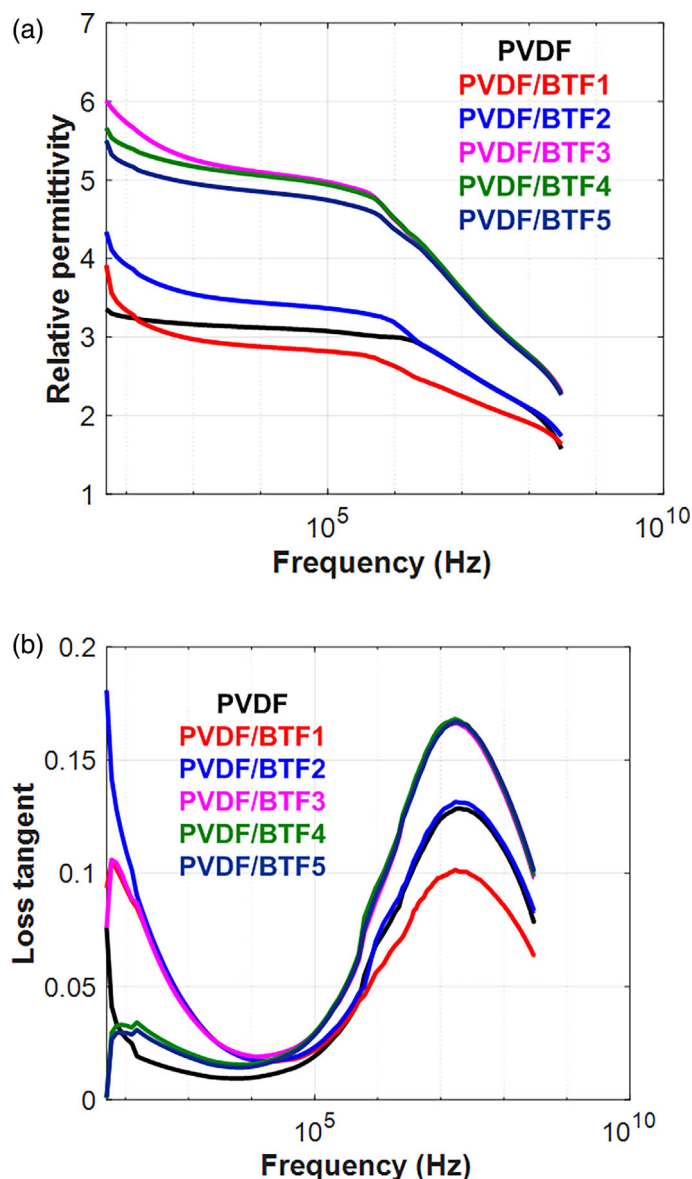 (a)
7
6
5
4
3
2
1
Relative permittivity
PVDF
PVDF/BTF1
PVDF/BTF2
PVDF/BTF3
PVDF/BTF4
PVDF/BTF5
10^5
10^10
Frequency (Hz)
(b)
0.2
0.15
0.1
0.05
0
Loss tangent
PVDF
PVDF/BTF1
PVDF/BTF2
PVDF/BTF3
PVDF/BTF4
PVDF/BTF5
10^5
10^10
Frequency (Hz)